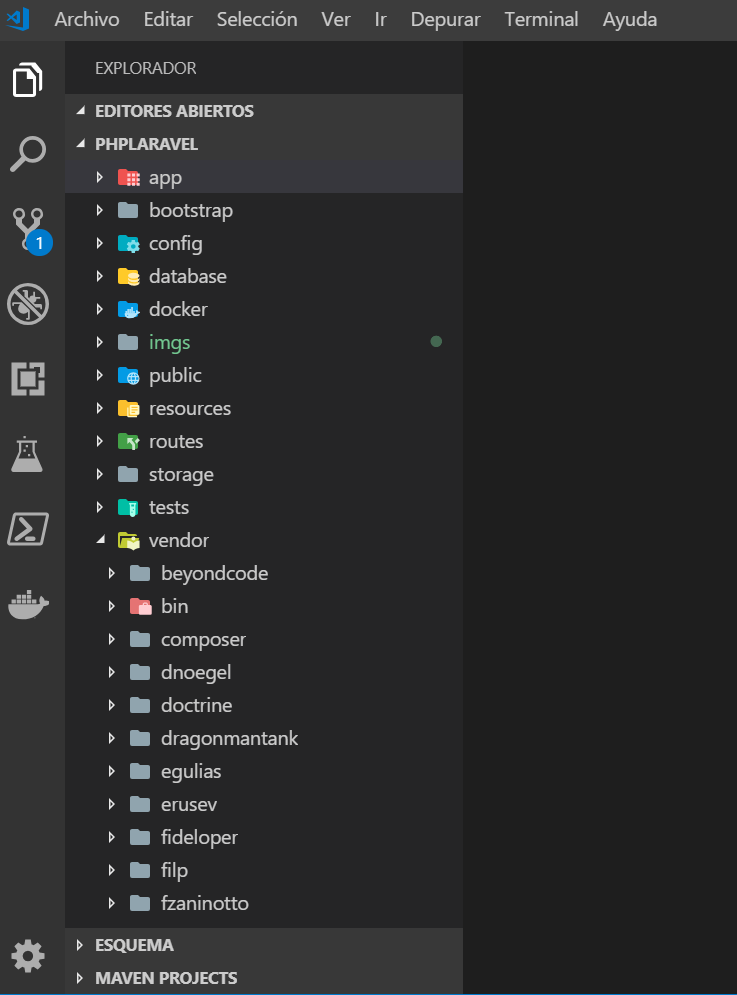 Archivo Editar Selección Ver Ir Depurar Terminal Ayuda
EXPLORADOR
EDITORES ABIERTOS
PHPLARAVEL
app
bootstrap
1
config
database
docker
imgs
public
resources
routes
storage
tests
vendor
beyondcode
bin
composer
dnoegel
doctrine
dragonmantank
egulias
erusev
fideloper
filp
fzaninotto
ESQUEMA
MAVEN PROJECTS